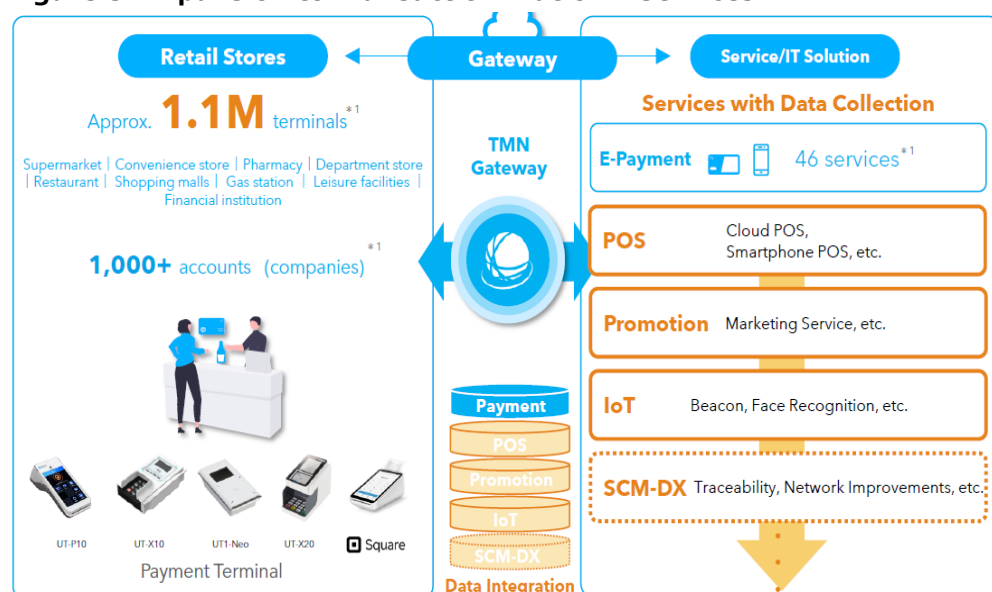 Retail Stores
Approx. 1.1M terminals*1
Supermarket | Convenience store | Pharmacy | Department store
| Restaurant | Shopping malls | Gas station | Leisure facilities |
Financial institution
1,000+ accounts (companies)*1
UT-P10
UT-X10
UT1-Neo
UT-X20
Square
Payment Terminal
Gateway
TMN
Gateway
Payment
POS
Promotion
IoT
SCM-DX
Data Integration
Service/IT Solution
Services with Data Collection
E-Payment 46 services*1
POS Cloud POS,
Smartphone POS, etc.
Promotion Marketing Service, etc.
IoT Beacon, Face Recognition, etc.
SCM-DX Traceability, Network Improvements, etc.